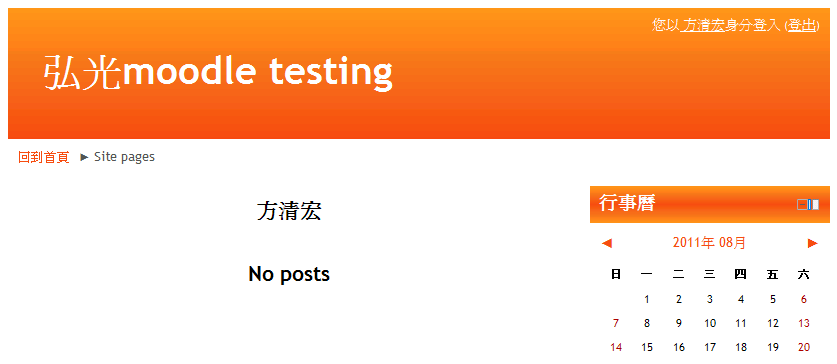 您以 方清宏身分登入 (登出)
弘光moodle testing
回到首頁 ► Site pages
方清宏
No posts
行事曆
◄ 2011年 08月 ►
日 一 二 三 四 五 六
1 2 3 4 5 6
7 8 9 10 11 12 13
14 15 16 17 18 19 20